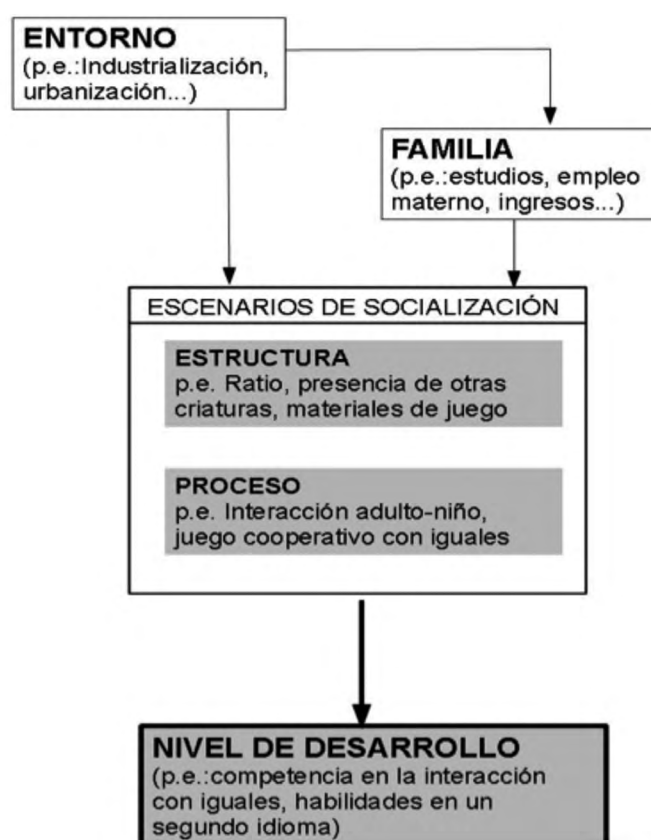 ENTORNO
(p.e.:Industrialización,
urbanización...)
FAMILIA
(p.e.:estudios, empleo
materno, ingresos...)
ESCENARIOS DE SOCIALIZACIÓN
ESTRUCTURA
p.e. Ratio, presencia de otras
criaturas, materiales de juego
PROCESO
p.e. Interacción adulto-niño,
juego cooperativo con iguales
NIVEL DE DESARROLLO
(p.e.:competencia en la interacción
con iguales, habilidades en un
segundo idioma)